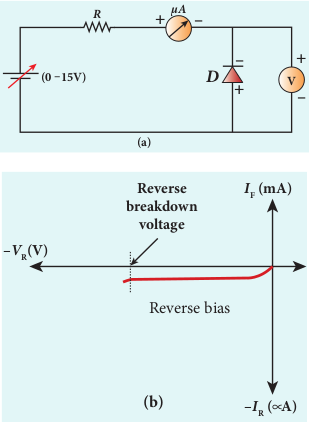 R
μA
+
−
(0 −15V)
D
−
+
+
V
−
(a)
Reverse
breakdown
voltage
I_F (mA)
−V_R(V)
Reverse bias
(b)
−I_R (∝A)